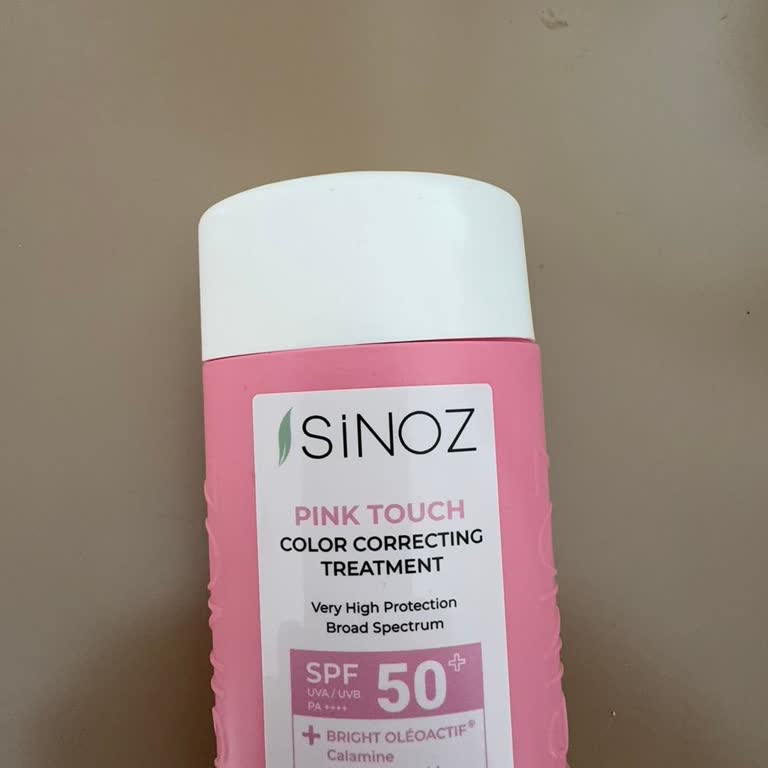 SiNOZ
PINK TOUCH
COLOR CORRECTING
TREATMENT
Very High Protection
Broad Spectrum
SPF 50+
UVA / UVB
PA ++++
+ BRIGHT OLÉOACTIF®
Calamine